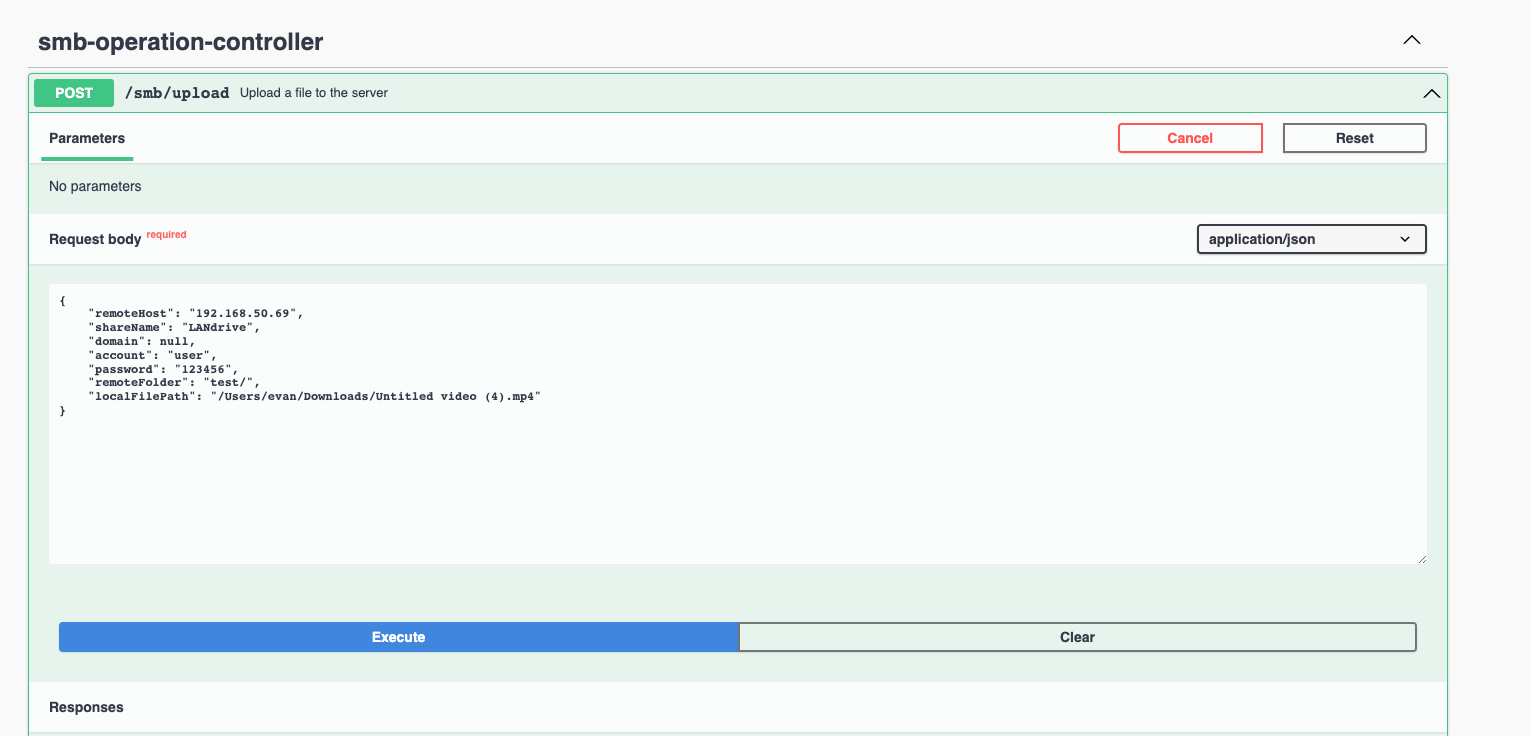 smb-operation-controller
POST /smb/upload Upload a file to the server
Parameters Cancel Reset
No parameters
Request body required application/json
{
    "remoteHost": "192.168.50.69",
    "shareName": "LANdrive",
    "domain": null,
    "account": "user",
    "password": "123456",
    "remoteFolder": "test/",
    "localFilePath": "/Users/evan/Downloads/Untitled video (4).mp4"
}
Execute Clear
Responses